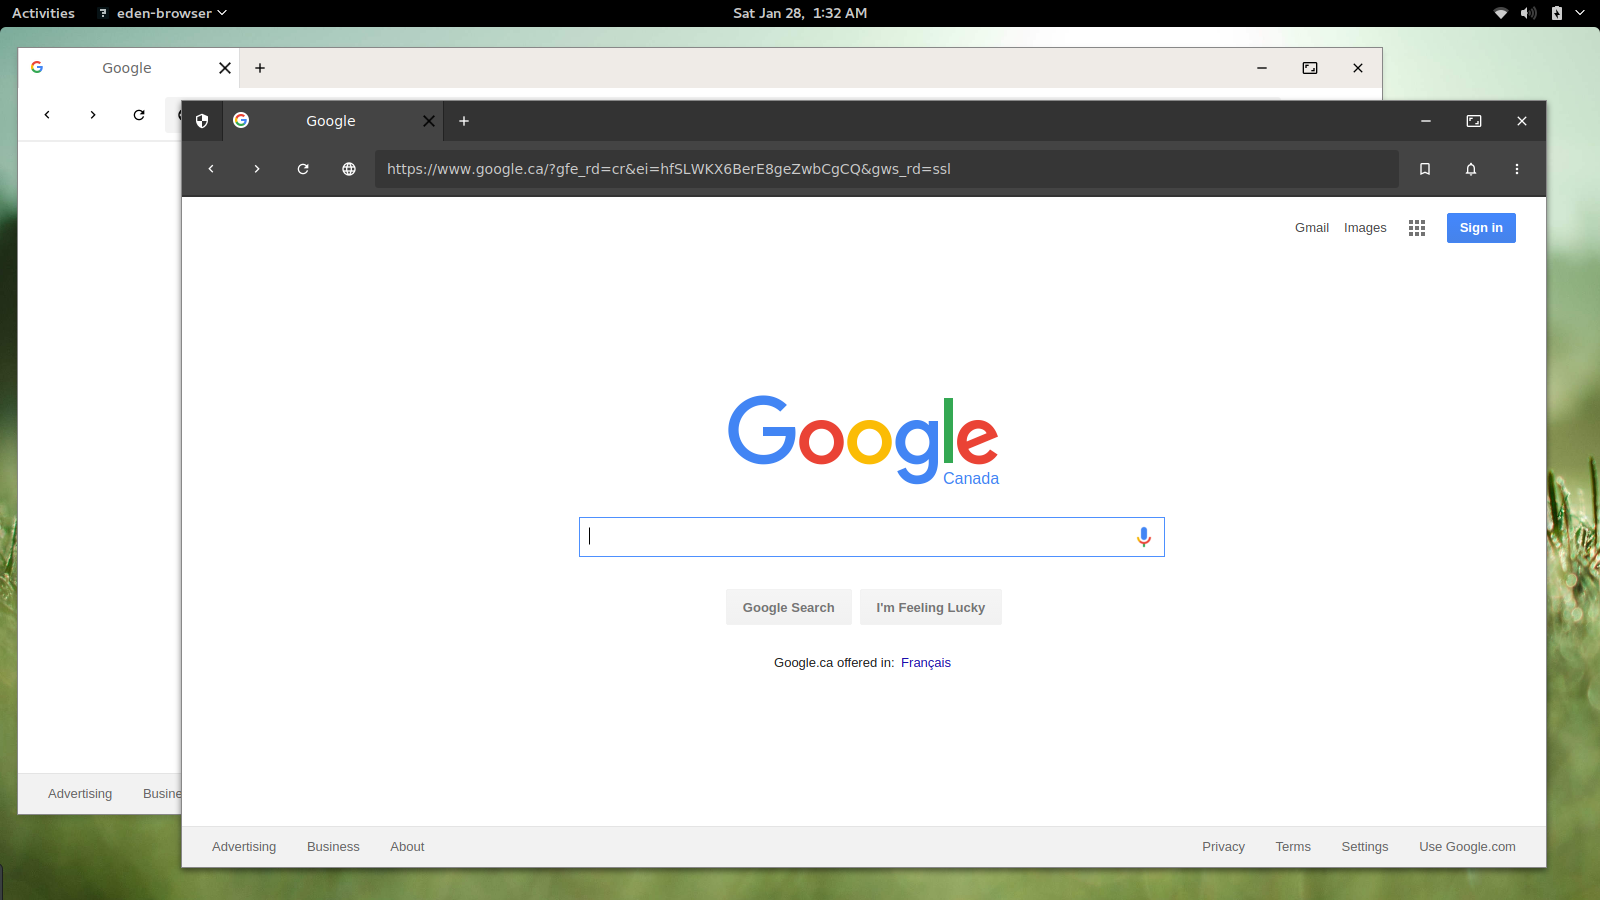 Activities eden-browser Sat Jan 28, 1:32 AM
Google
Google
https://www.google.ca/?gfe_rd=cr&ei=hfSLWKX6BerE8geZwbCgCQ&gws_rd=ssl
Gmail Images Sign in
Google
Canada
Google Search I'm Feeling Lucky
Google.ca offered in: Français
Advertising Busine
Advertising Business About Privacy Terms Settings Use Google.com